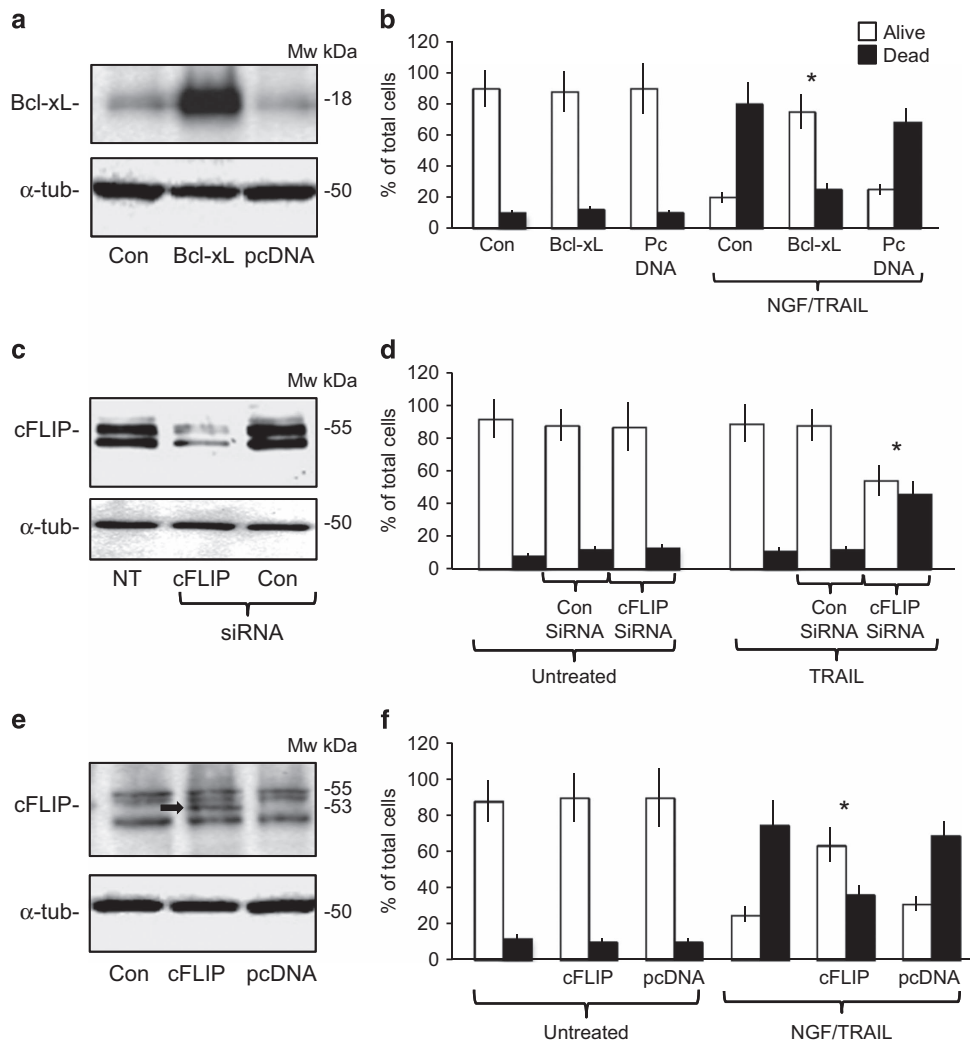 a
Mw kDa
Bcl-xL-
-18
α-tub-
-50
Con Bcl-xL pcDNA
b
Alive
Dead
% of total cells
120
100
80
60
40
20
0
*
Con Bcl-xL Pc DNA Con Bcl-xL Pc DNA
NGF/TRAIL
c
Mw kDa
cFLIP-
-55
α-tub-
-50
NT cFLIP Con
siRNA
d
% of total cells
120
100
80
60
40
20
0
*
Con SiRNA cFLIP SiRNA Con SiRNA cFLIP SiRNA
Untreated TRAIL
e
Mw kDa
cFLIP-
-55
-53
α-tub-
-50
Con cFLIP pcDNA
f
% of total cells
120
100
80
60
40
20
0
*
cFLIP pcDNA cFLIP pcDNA
Untreated NGF/TRAIL